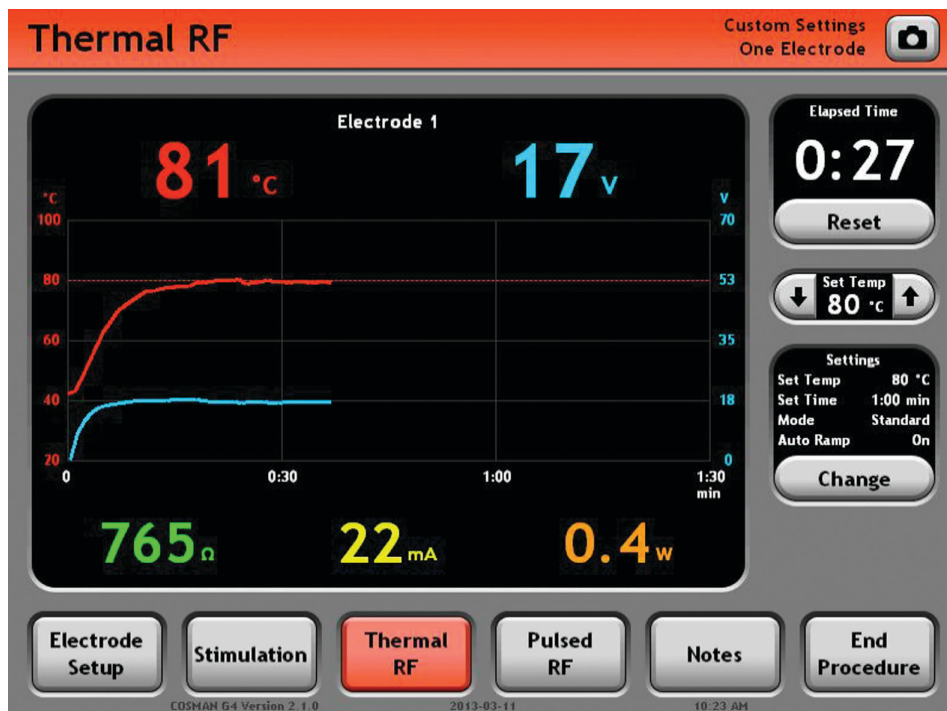 Thermal RF
Custom Settings
One Electrode
Electrode 1
81 °C
17 V
°C
100
80
60
40
20
V
70
53
35
18
0
0
0:30
1:00
1:30
min
765 Ω
22 mA
0.4 W
Elapsed Time
0:27
Reset
Set Temp
80 °C
Settings
Set Temp 80 °C
Set Time 1:00 min
Mode Standard
Auto Ramp On
Change
Electrode
Setup
Stimulation
Thermal
RF
Pulsed
RF
Notes
End
Procedure
COSMAN G4 Version 2.1.0
2013-03-11
10:23 AM